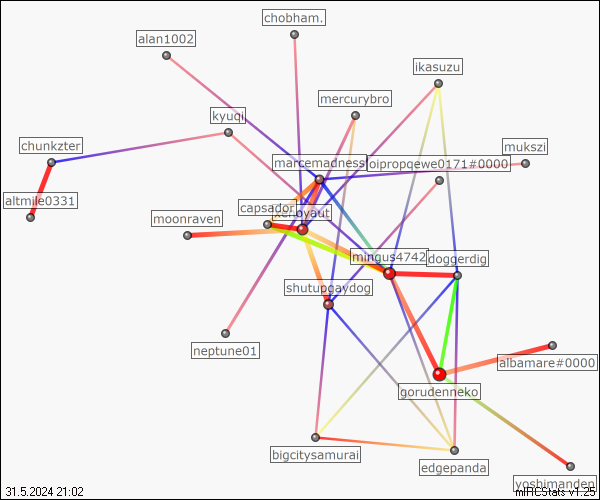 chobham.
alan1002
ikasuzu
mercurybro
kyuqi
chunkzter
mukszi
marcemadness
oipropqewe0171#0000
altmile0331
capsador
moonraven
mingus4742
doggerdig
shutupgaydog
neptune01
albamare#0000
gorudenneko
bigcitysamurai
edgepanda
yoshimanden
31.5.2024 21:02
mIRCStats v1.25